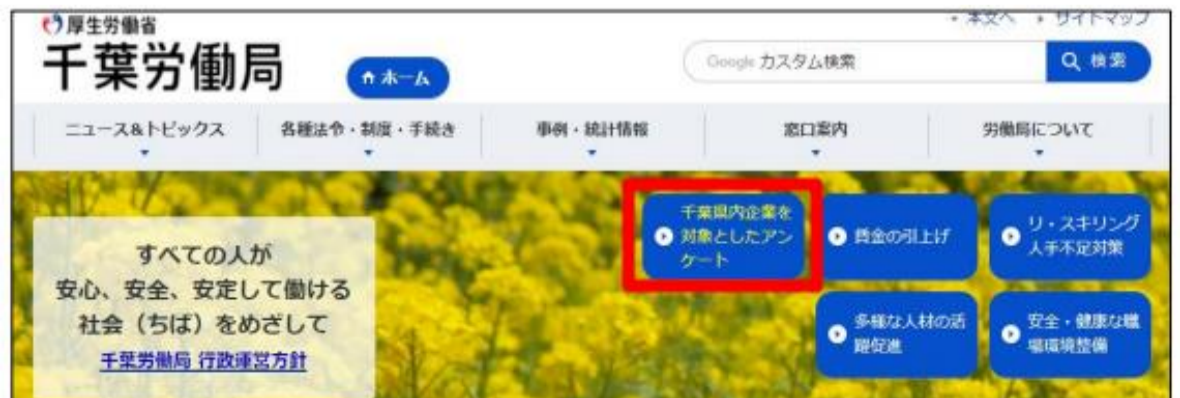 厚生労働省
千葉労働局
ホーム
本文へ サイトマップ
Google カスタム検索
検索
ニュース&トピックス
各種法令・制度・手続き
事例・統計情報
窓口案内
労働局について
すべての人が
安心、安全、安定して働ける
社会（ちば）をめざして
千葉労働局 行政運営方針
千葉県内企業を
対象としたアン
ケート
賃金の引上げ
リ・スキリング
人手不足対策
多様な人材の活
躍促進
安全・健康な職
場環境整備